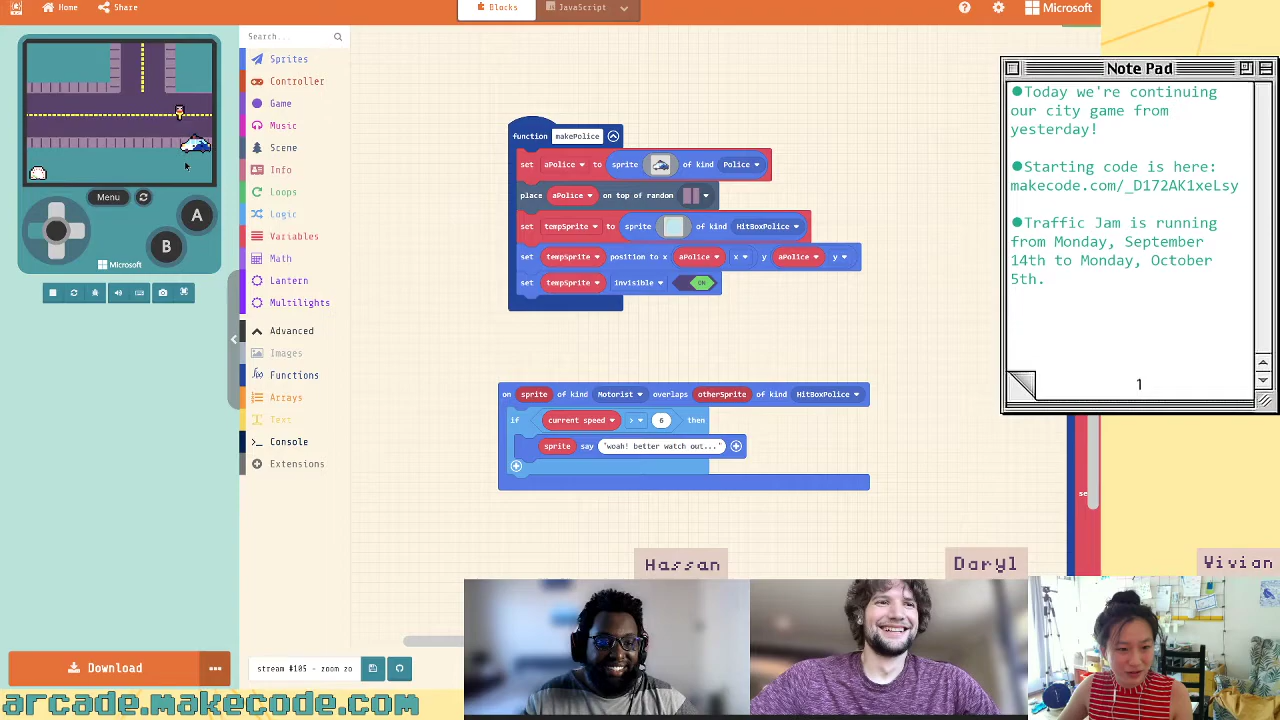 Home
Share
Blocks
JavaScript
Microsoft
Search...
Menu
A
B
Microsoft
Sprites
Controller
Game
Music
Scene
Info
Loops
Logic
Variables
Math
Lantern
Multilights
Advanced
Images
Functions
Arrays
Text
Console
Extensions
function makePolice
set aPolice to sprite of kind Police
place aPolice on top of random
set tempSprite to sprite of kind HitBoxPolice
set tempSprite position to x aPolice x y aPolice y
set tempSprite invisible ON
on sprite of kind Motorist overlaps otherSprite of kind HitBoxPolice
if current speed > 6 then
sprite say "woah! better watch out..."
se
Note Pad
●Today we're continuing
our city game from
yesterday!
●Starting code is here:
makecode.com/_D172AK1xeLsy
●Traffic Jam is running
from Monday, September
14th to Monday, October
5th.
1
Hassan
Daryl
Vivian
Download
stream #105 - zoom zo
arcade.makecode.com